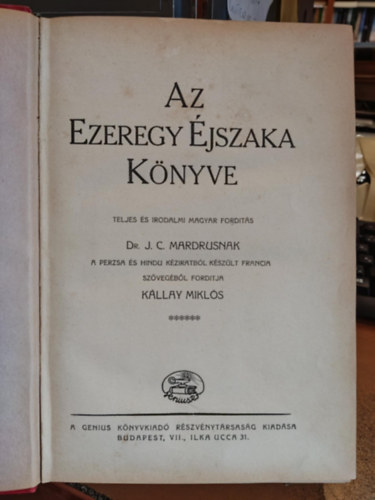 AZ
EZEREGY ÉJSZAKA
KÖNYVE
TELJES ÉS IRODALMI MAGYAR FORDITÁS
DR. J. C. MARDRUSNAK
A PERZSA ÉS HINDU KÉZIRATBÓL KÉSZÜLT FRANCIA
SZÖVEGÉBŐL FORDITJA
KÁLLAY MIKLÓS
******
Genius
A GENIUS KÖNYVKIADÓ RÉSZVÉNYTÁRSASÁG KIADÁSA
BUDAPEST, VII., ILKA UCCA 31.